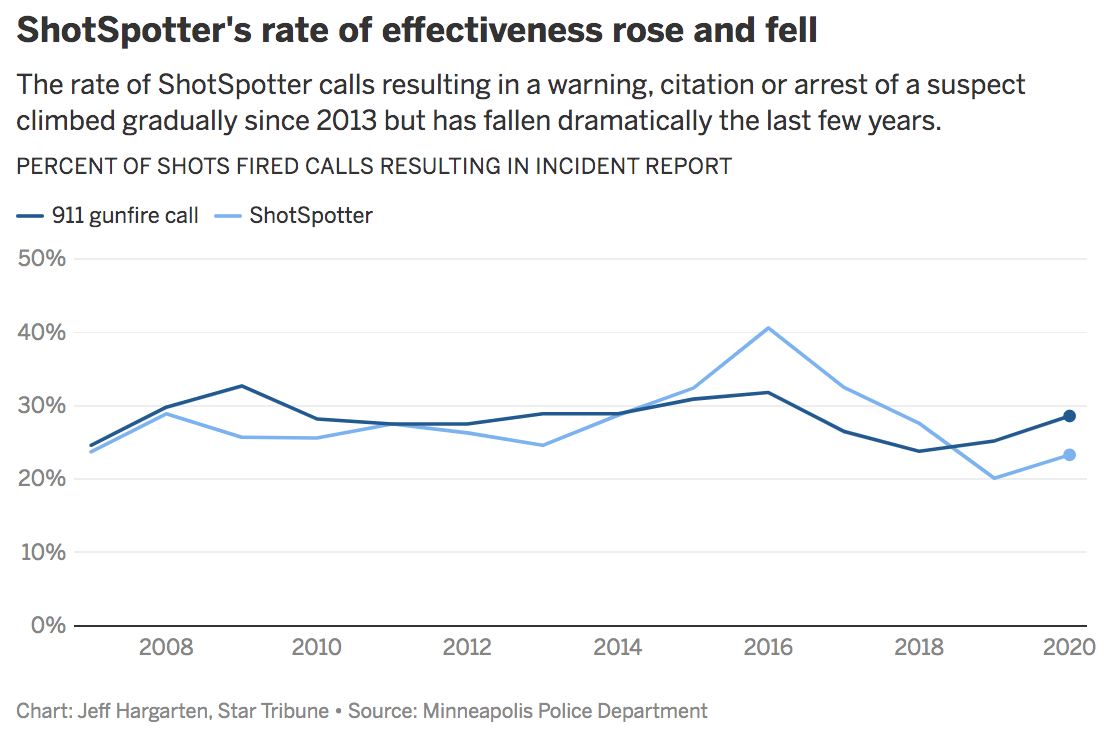 ShotSpotter's rate of effectiveness rose and fell
The rate of ShotSpotter calls resulting in a warning, citation or arrest of a suspect
climbed gradually since 2013 but has fallen dramatically the last few years.
PERCENT OF SHOTS FIRED CALLS RESULTING IN INCIDENT REPORT
911 gunfire call ShotSpotter
50%
40%
30%
20%
10%
0%
2008 2010 2012 2014 2016 2018 2020
Chart: Jeff Hargarten, Star Tribune • Source: Minneapolis Police Department